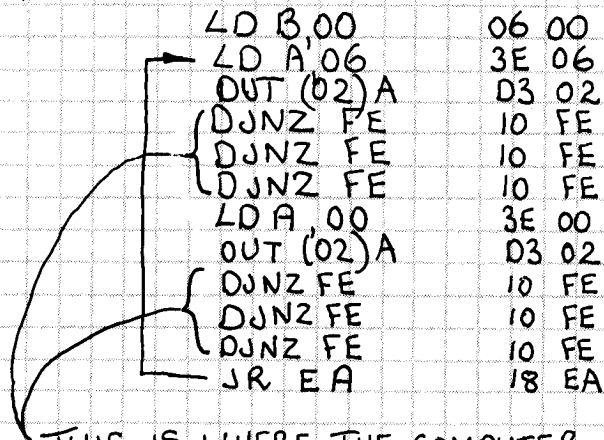 LD B,00 06 00
LD A,06 3E 06
OUT (02)A D3 02
DJNZ FE 10 FE
DJNZ FE 10 FE
DJNZ FE 10 FE
LD A,00 3E 00
OUT (02)A D3 02
DJNZ FE 10 FE
DJNZ FE 10 FE
DJNZ FE 10 FE
JR EA 18 EA
THIS IS WHERE THE COMPUTER